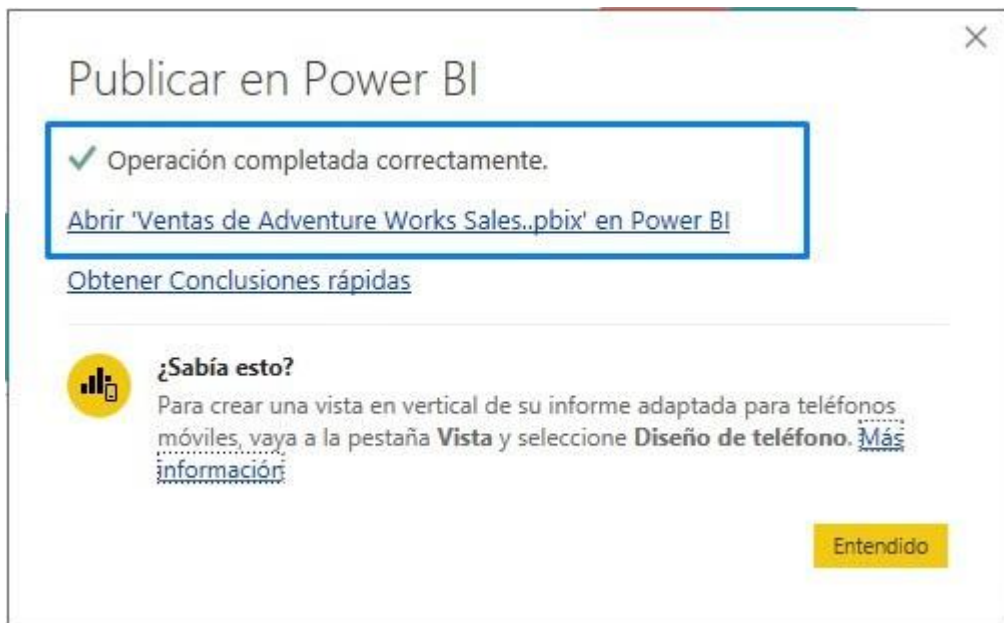 Publicar en Power BI
Operación completada correctamente.
Abrir 'Ventas de Adventure Works Sales..pbix' en Power BI
Obtener Conclusiones rápidas
¿Sabía esto?
Para crear una vista en vertical de su informe adaptada para teléfonos
móviles, vaya a la pestaña Vista y seleccione Diseño de teléfono. Más
información
Entendido